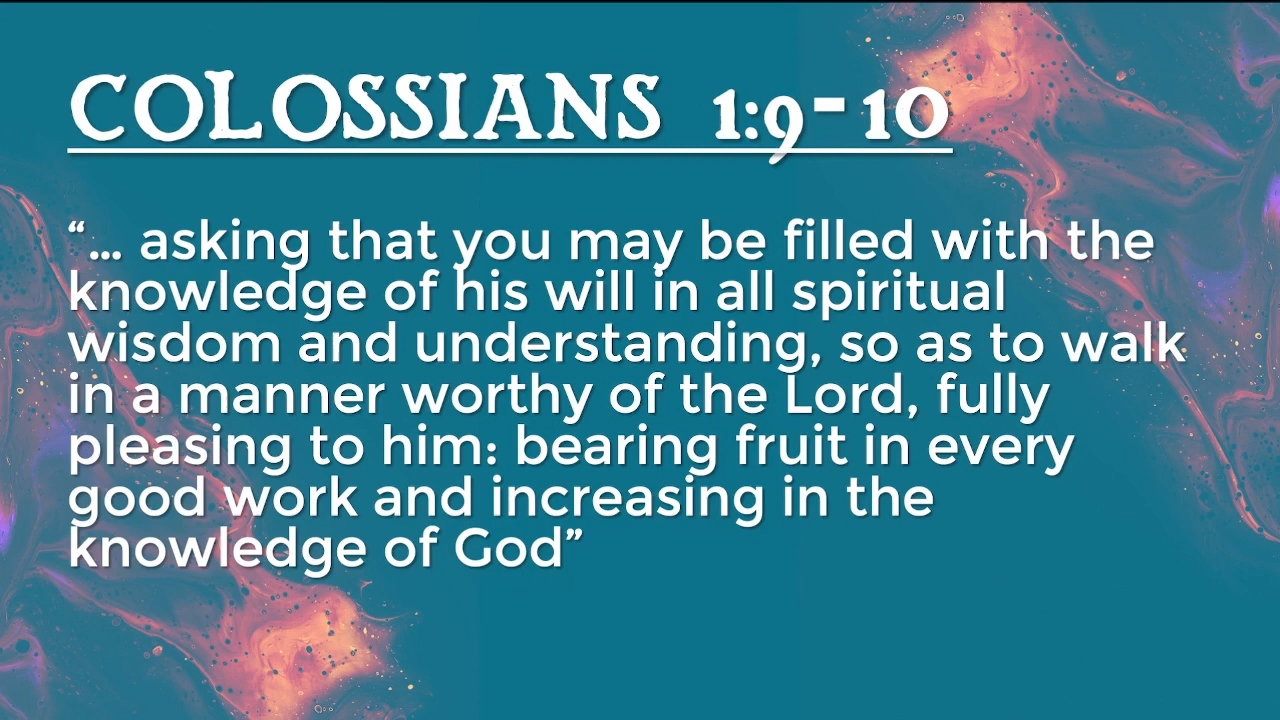 COLOSSIANS 1:9-10
“… asking that you may be filled with the
knowledge of his will in all spiritual
wisdom and understanding, so as to walk
in a manner worthy of the Lord, fully
pleasing to him: bearing fruit in every
good work and increasing in the
knowledge of God”